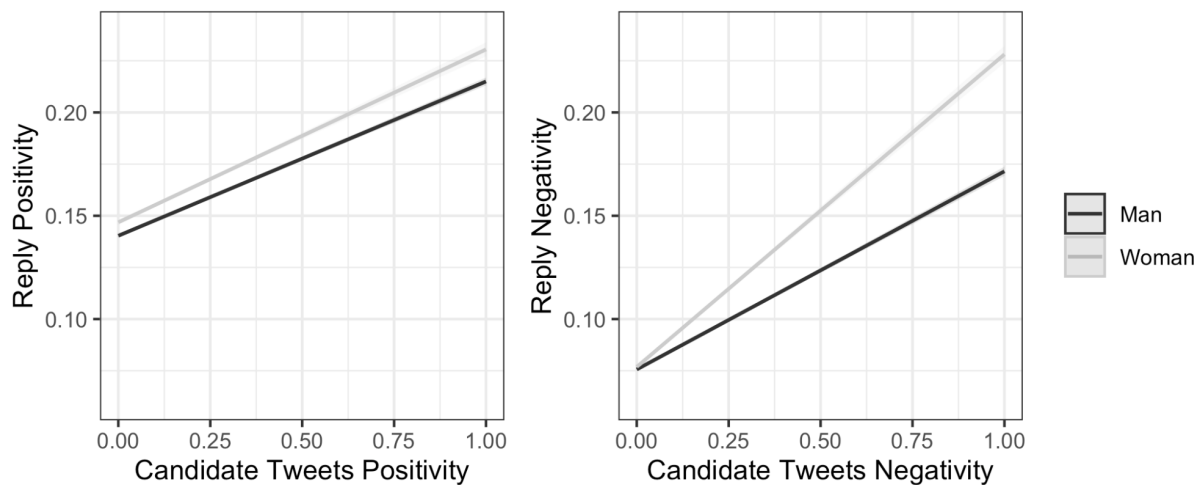 Reply Positivity
0.20
0.15
0.10
0.00 0.25 0.50 0.75 1.00
Candidate Tweets Positivity
Reply Negativity
0.20
0.15
0.10
0.00 0.25 0.50 0.75 1.00
Candidate Tweets Negativity
Man
Woman